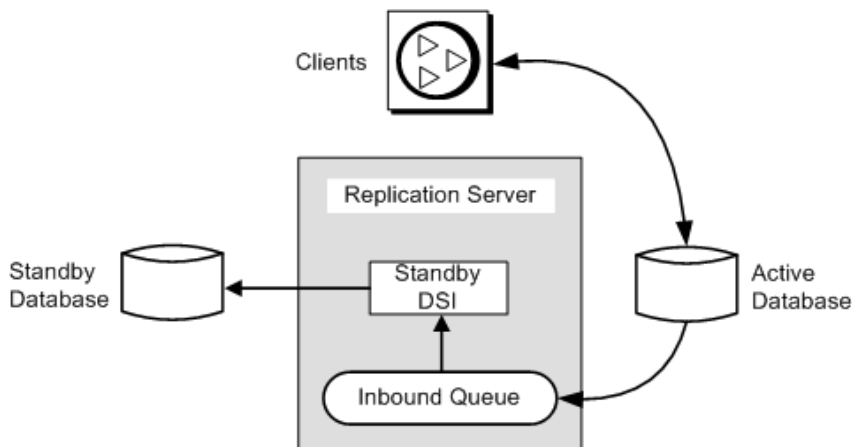 Clients
Replication Server
Standby
Database
Standby
DSI
Active
Database
Inbound Queue